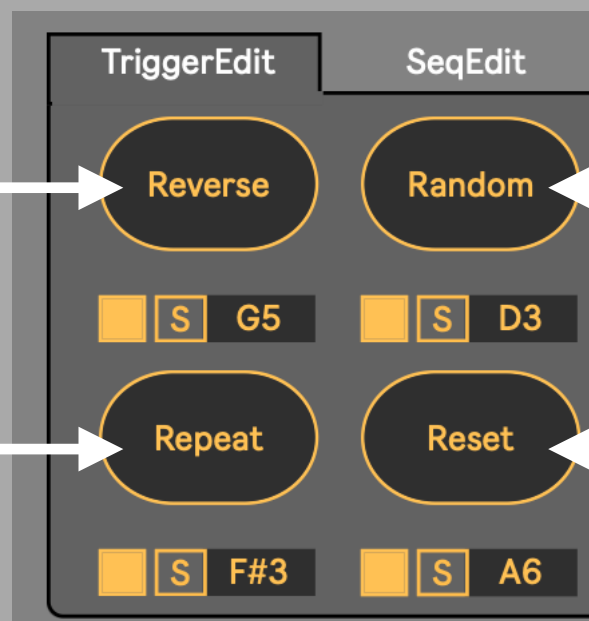 TriggerEdit SeqEdit
Reverse Random
S G5 S D3
Repeat Reset
S F#3 S A6